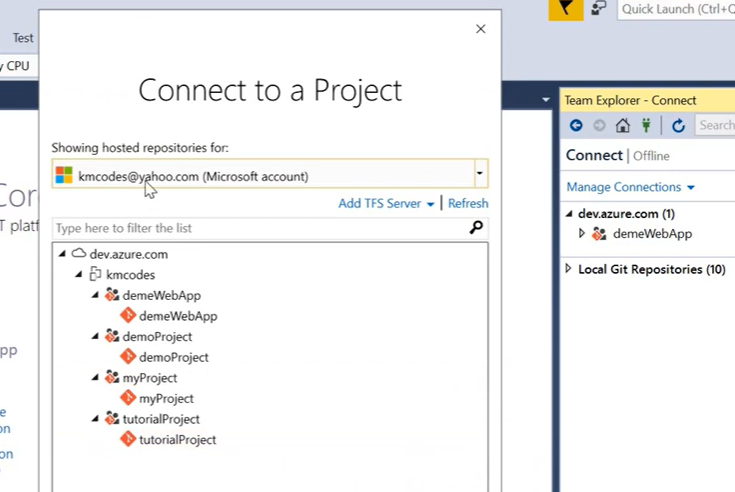 Quick Launch (Ctrl+Q
Test
y CPU
Connect to a Project
Showing hosted repositories for:
kmcodes@yahoo.com (Microsoft account)
Add TFS Server | Refresh
Type here to filter the list
dev.azure.com
kmcodes
demeWebApp
demeWebApp
demoProject
demoProject
myProject
myProject
tutorialProject
tutorialProject
Team Explorer - Connect
Search
Connect | Offline
Manage Connections
dev.azure.com (1)
demeWebApp
Local Git Repositories (10)
Cor
T platf
pp
e
on
on